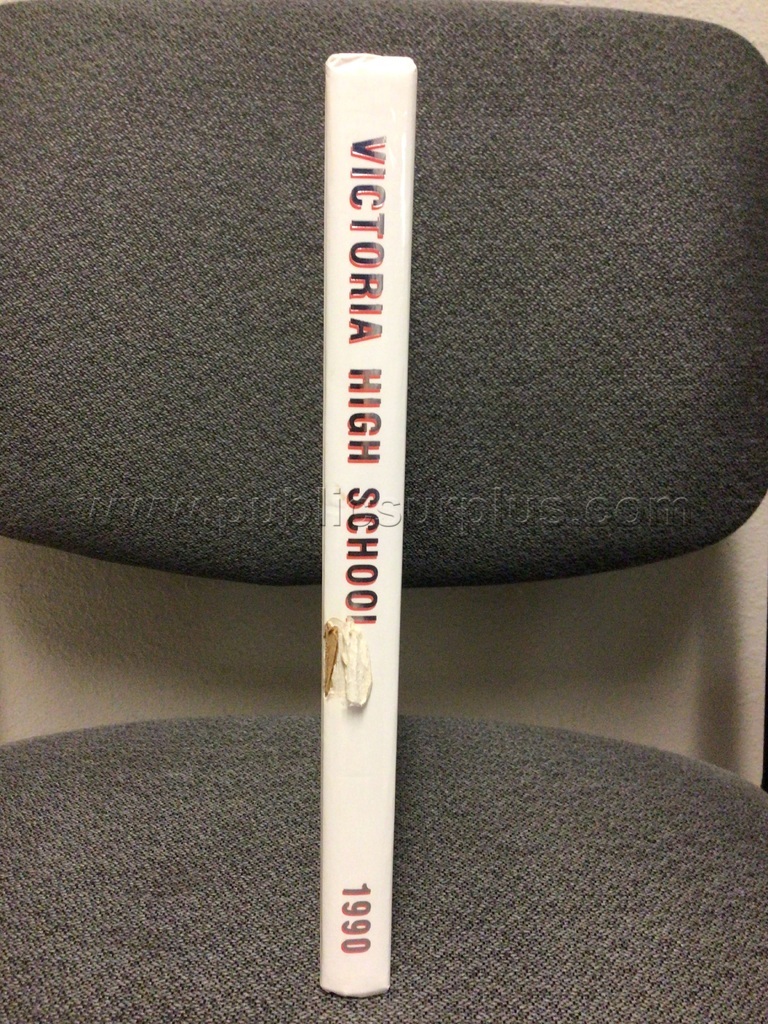 VICTORIA HIGH SCHOOL
1990
www.publicsurplus.com